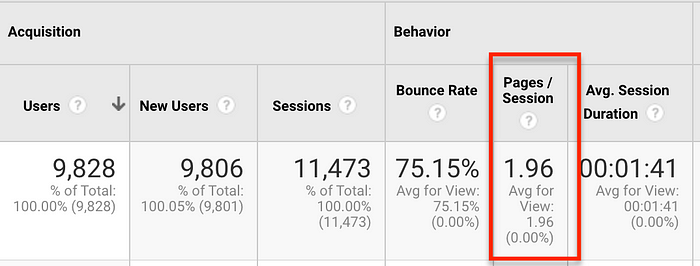 Acquisition
Behavior
Users ?
New Users ?
Sessions ?
Bounce Rate
?
Pages /
Session
?
Avg. Session
Duration ?
9,828
% of Total:
100.00% (9,828)
9,806
% of Total:
100.05% (9,801)
11,473
% of Total:
100.00%
(11,473)
75.15%
Avg for View:
75.15%
(0.00%)
1.96
Avg for
View:
1.96
(0.00%)
00:01:41
Avg for View:
00:01:41
(0.00%)